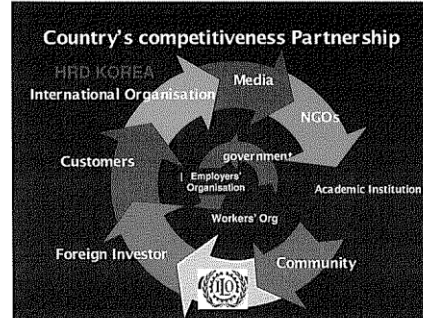 Country's competitiveness Partnership
HRD KOREA
Media
International Organisation
NGOs
government
Customers
Employers'
Organisation
Academic Institution
Workers' Org
Foreign Investor
Community
ILO